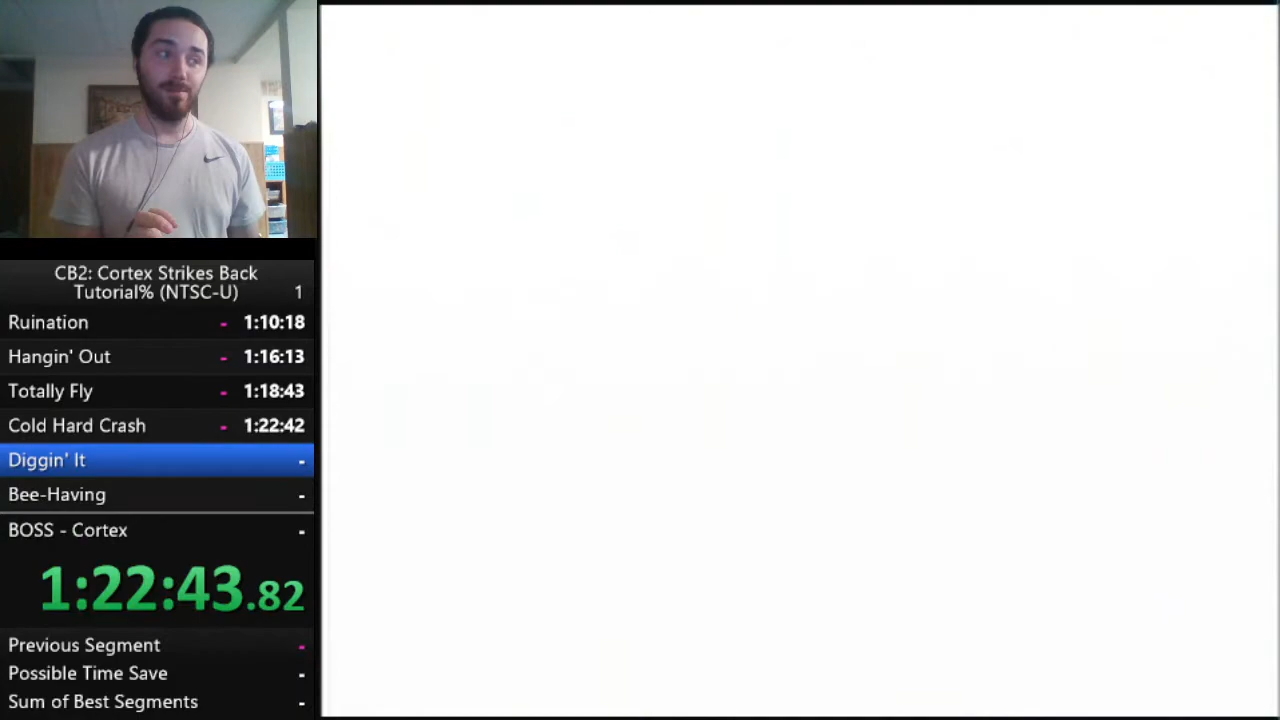 CB2: Cortex Strikes Back
Tutorial% (NTSC-U) 1
Ruination - 1:10:18
Hangin' Out - 1:16:13
Totally Fly - 1:18:43
Cold Hard Crash - 1:22:42
Diggin' It -
Bee-Having -
BOSS - Cortex -
1:22:43.82
Previous Segment -
Possible Time Save -
Sum of Best Segments -